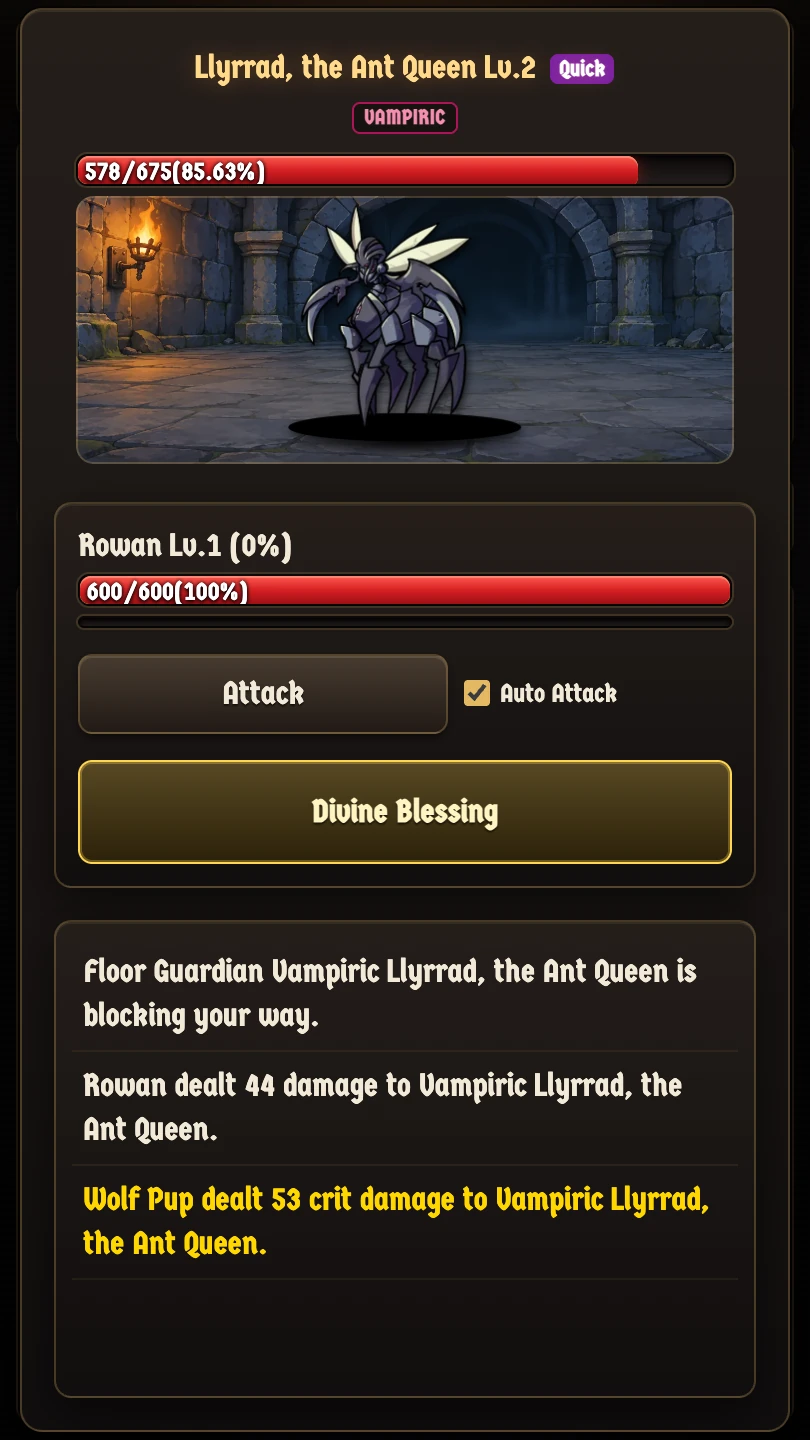 Llyrrad, the Ant Queen Lv.2 Quick
VAMPIRIC
578/675(85.63%)
Rowan Lv.1 (0%)
600/600(100%)
Attack
Auto Attack
Divine Blessing
Floor Guardian Vampiric Llyrrad, the Ant Queen is
blocking your way.
Rowan dealt 44 damage to Vampiric Llyrrad, the
Ant Queen.
Wolf Pup dealt 53 crit damage to Vampiric Llyrrad,
the Ant Queen.